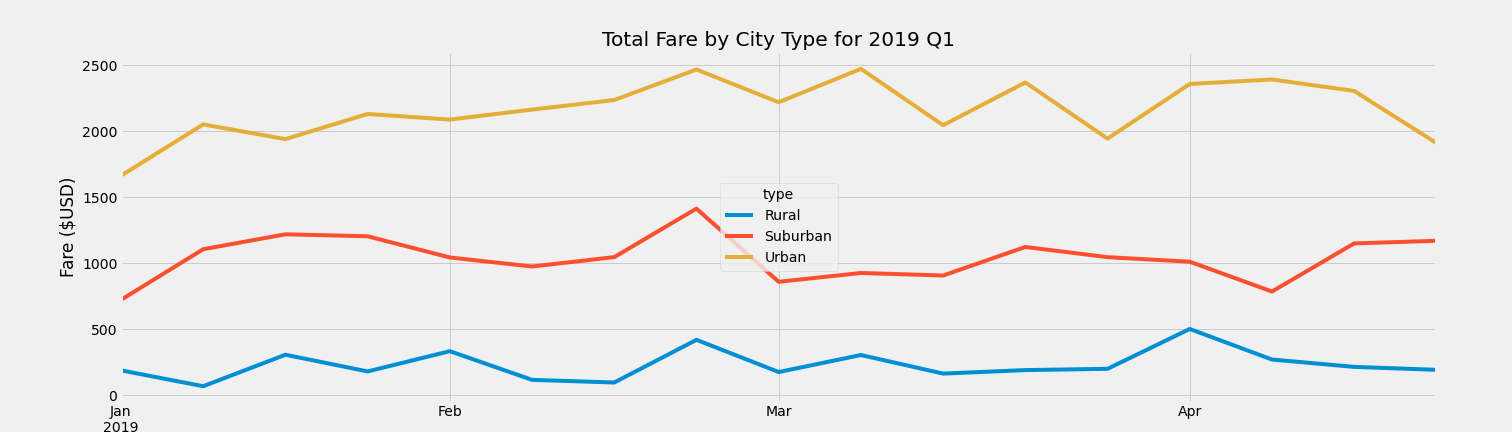 Total Fare by City Type for 2019 Q1
Fare ($USD)
2500
2000
1500
1000
500
0
type
Rural
Suburban
Urban
Jan Feb Mar Apr
2019